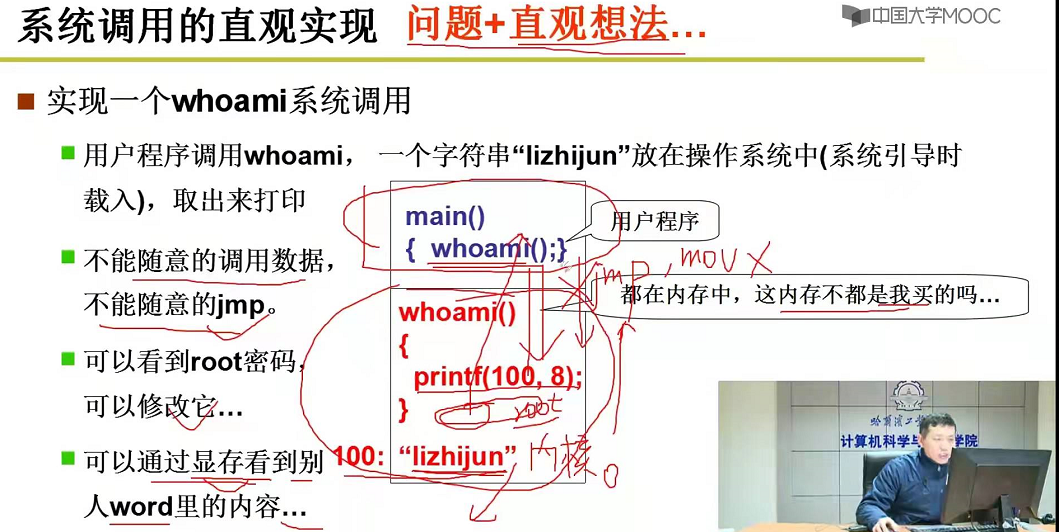 系统调用的直观实现 问题+直观想法...
中国大学MOOC
实现一个whoami系统调用
用户程序调用whoami，一个字符串“lizhijun”放在操作系统中(系统引导时
载入)，取出来打印
main()
{ whoami();}
用户程序
不能随意的调用数据，
不能随意的jmp。
jmp, mov
都在内存中，这内存不都是我买的吗...
whoami()
{
printf(100, 8);
}
root
可以看到root密码，
可以修改它...
100: “lizhijun”
内核
可以通过显存看到别
人word里的内容...
计算机科学与
学院